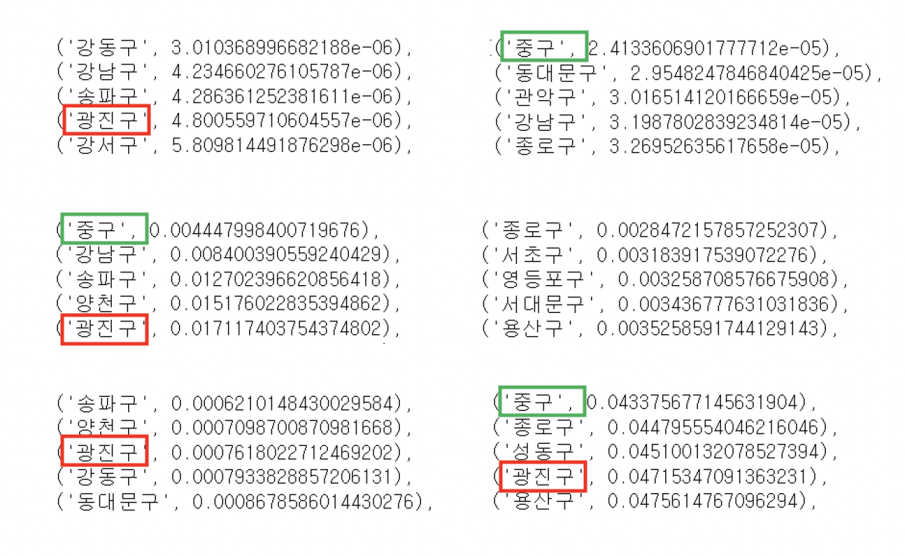 ('강동구', 3.010368996682188e-06),
('강남구', 4.234660276105787e-06),
('송파구', 4.286361252381611e-06),
('광진구', 4.800559710604557e-06),
('강서구', 5.809814491876298e-06),
('중구', 2.4133606901777712e-05),
('동대문구', 2.9548247846840425e-05),
('관악구', 3.016514120166659e-05),
('강남구', 3.1987802839234814e-05),
('종로구', 3.26952635617658e-05),
('중구', 0.004447998400719676),
('강남구', 0.008400390559240429),
('송파구', 0.012702396620856418),
('양천구', 0.015176022835394862),
('광진구', 0.017117403754374802),
('종로구', 0.0028472157857252307),
('서초구', 0.003183917539072276),
('영등포구', 0.003258708576675908),
('서대문구', 0.003436777631031836),
('용산구', 0.0035258591744129143),
('송파구', 0.0006210148430029584),
('양천구', 0.0007098700870981668),
('광진구', 0.0007618022712469202),
('강동구', 0.0007933828857206131),
('동대문구', 0.0008678586014430276),
('중구', 0.043375677145631904),
('종로구', 0.044795554046216046),
('성동구', 0.045100132078527394),
('광진구', 0.04715347091363231),
('용산구', 0.04756147670962​94),